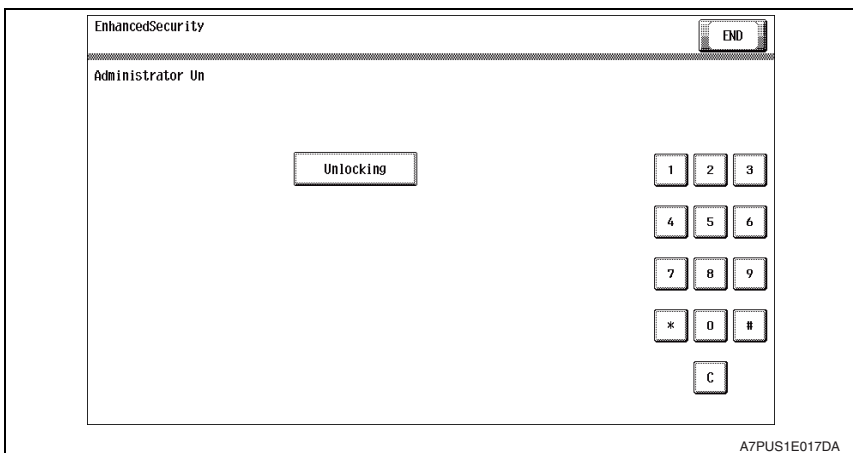 EnhancedSecurity
END
Administrator Un
Unlocking
1 2 3
4 5 6
7 8 9
* 0 #
C
A7PUS1E017DA